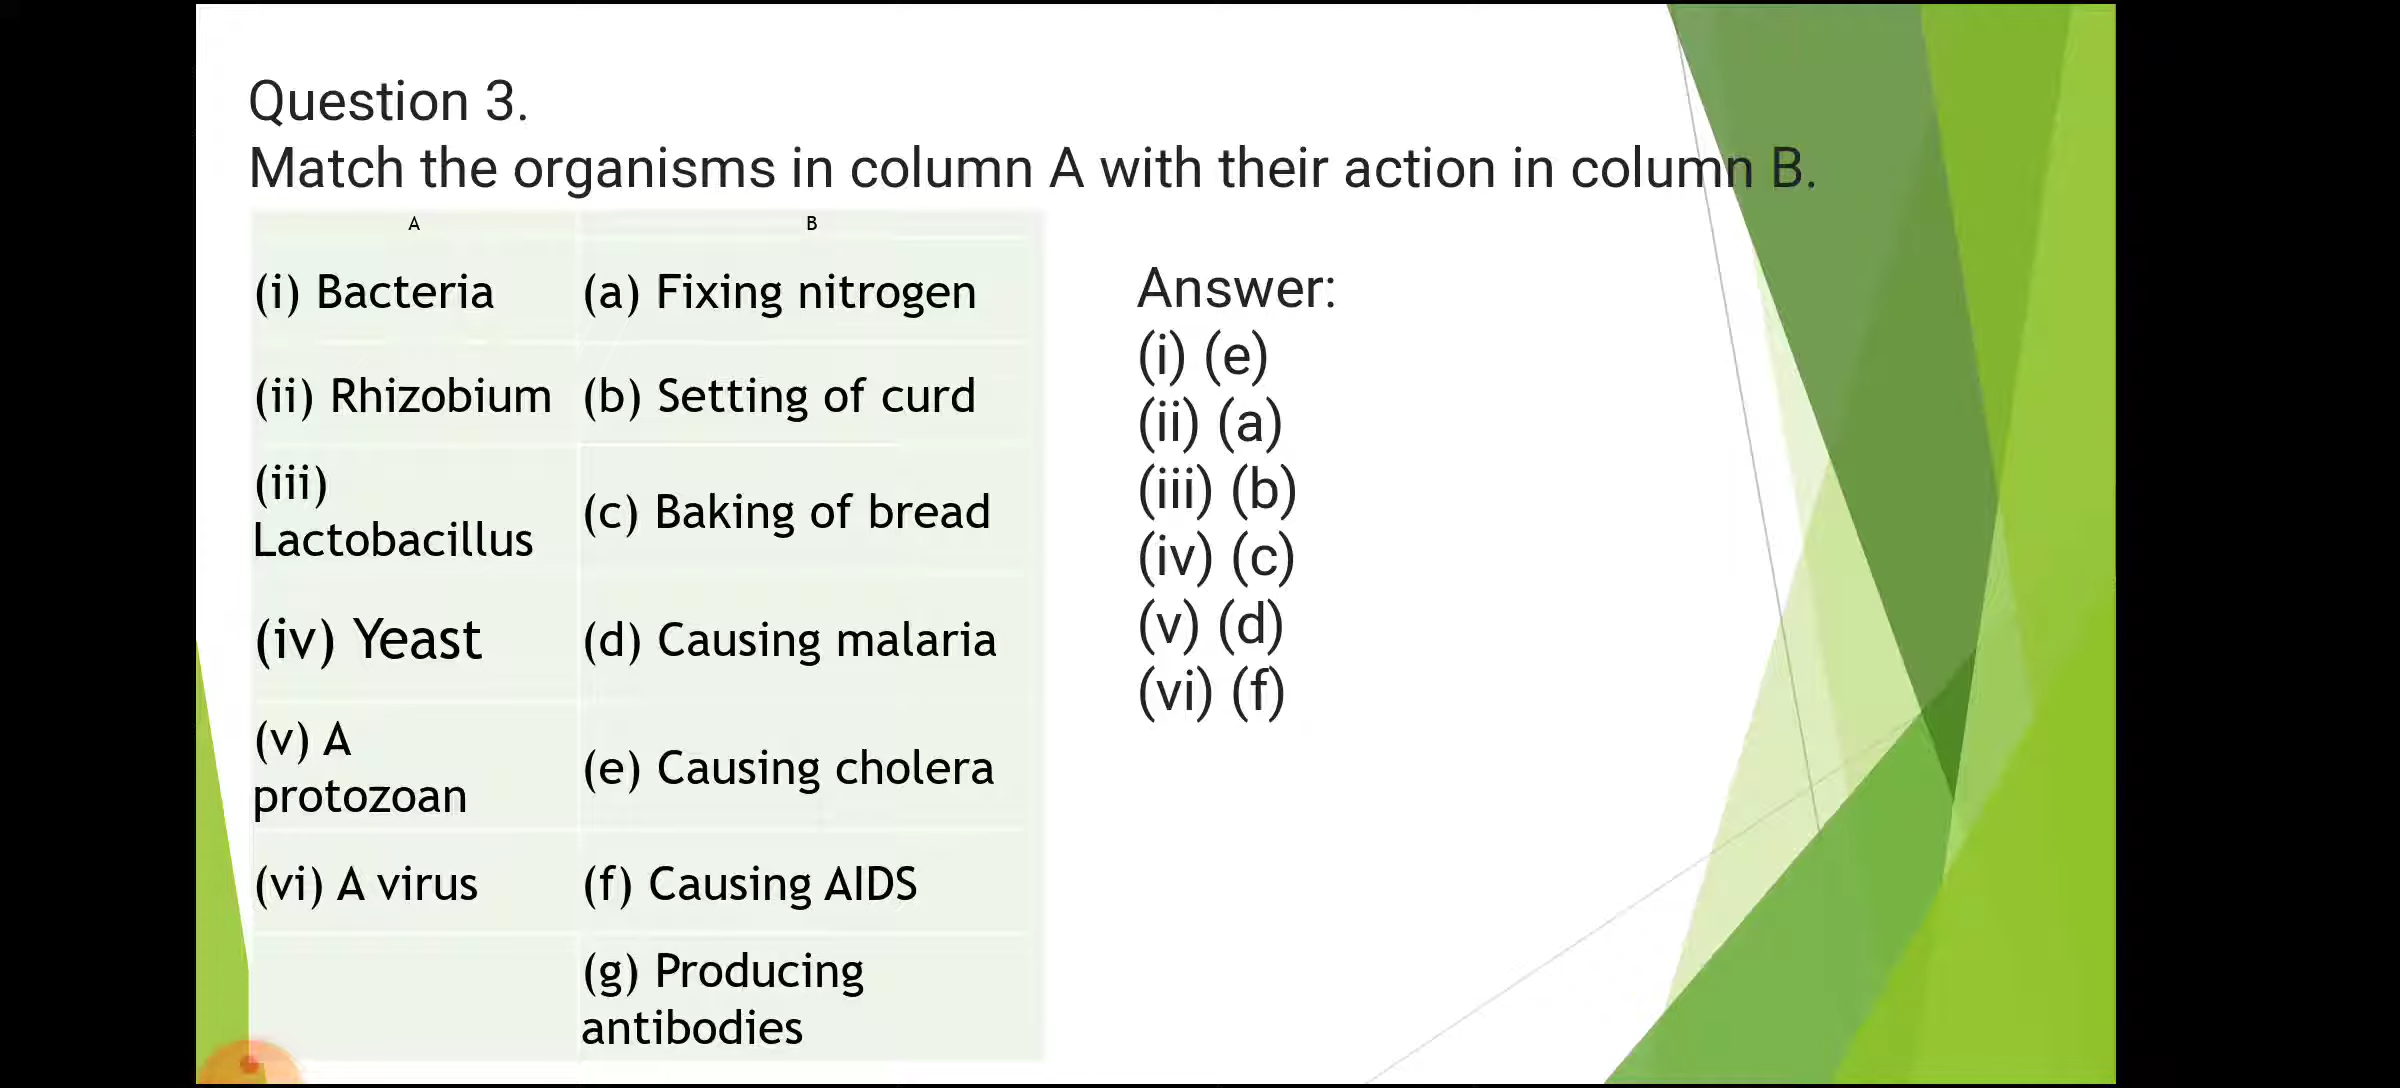 Question 3.
Match the organisms in column A with their action in column B.
A B
(i) Bacteria (a) Fixing nitrogen
(ii) Rhizobium (b) Setting of curd
(iii)
Lactobacillus
(c) Baking of bread
(iv) Yeast (d) Causing malaria
(v) A
protozoan
(e) Causing cholera
(vi) A virus (f) Causing AIDS
(g) Producing
antibodies
Answer:
(i) (e)
(ii) (a)
(iii) (b)
(iv) (c)
(v) (d)
(vi) (f)